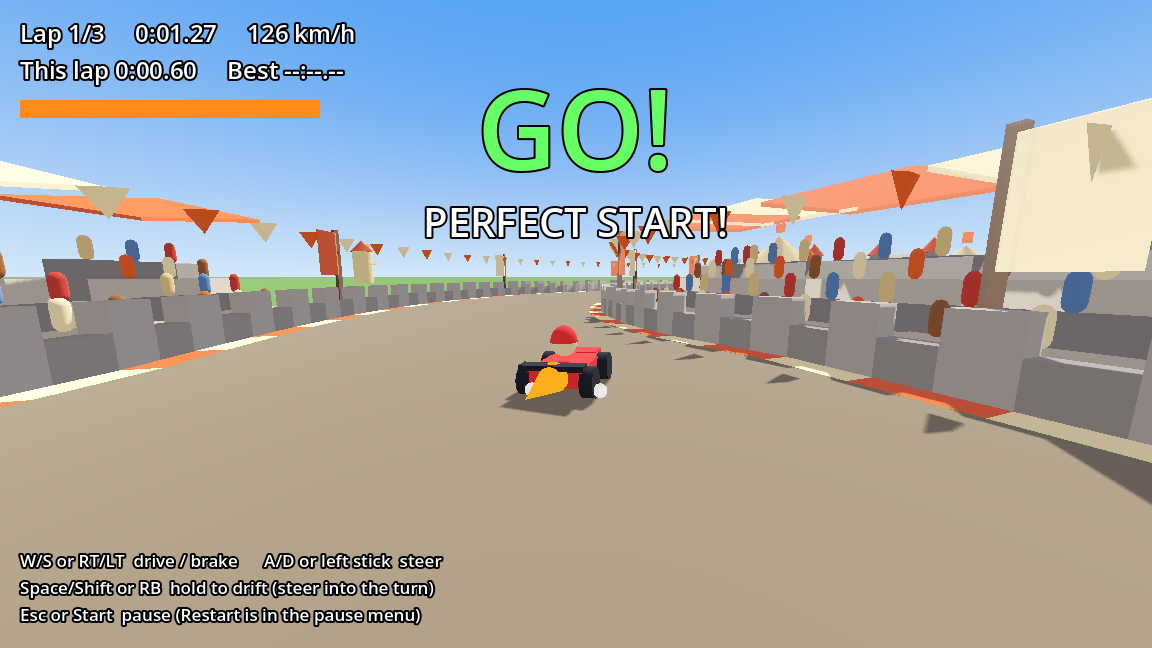 Lap 1/3 0:01.27 126 km/h
This lap 0:00.60 Best --:--.--
GO!
PERFECT START!
W/S or RT/LT drive / brake A/D or left stick steer
Space/Shift or RB hold to drift (steer into the turn)
Esc or Start pause (Restart is in the pause menu)